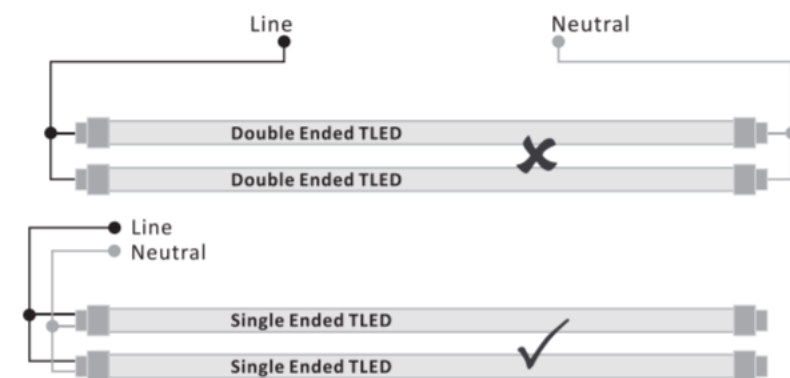 Line Neutral
Double Ended TLED
Double Ended TLED
Line
Neutral
Single Ended TLED
Single Ended TLED